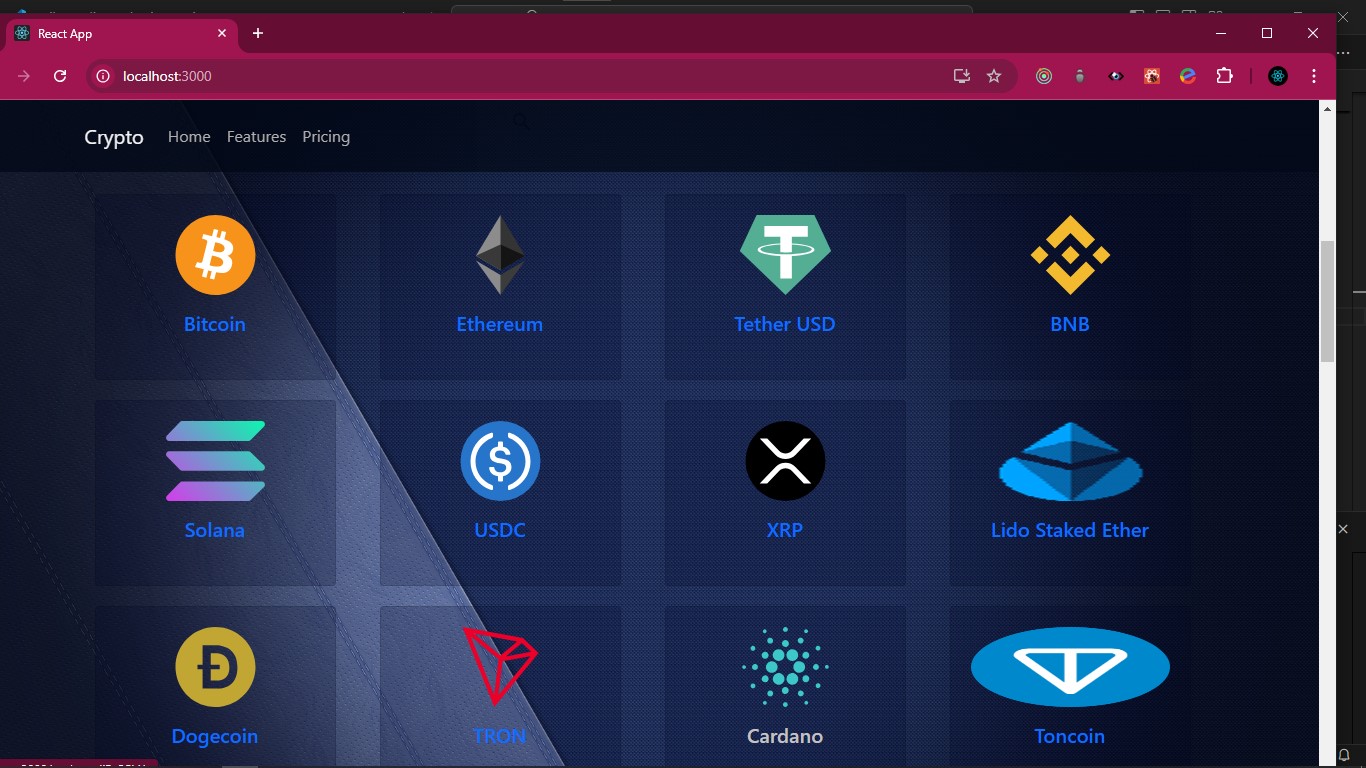 React App
localhost:3000
Crypto Home Features Pricing
Bitcoin Ethereum Tether USD BNB
Solana USDC XRP Lido Staked Ether
Dogecoin TRON Cardano Toncoin